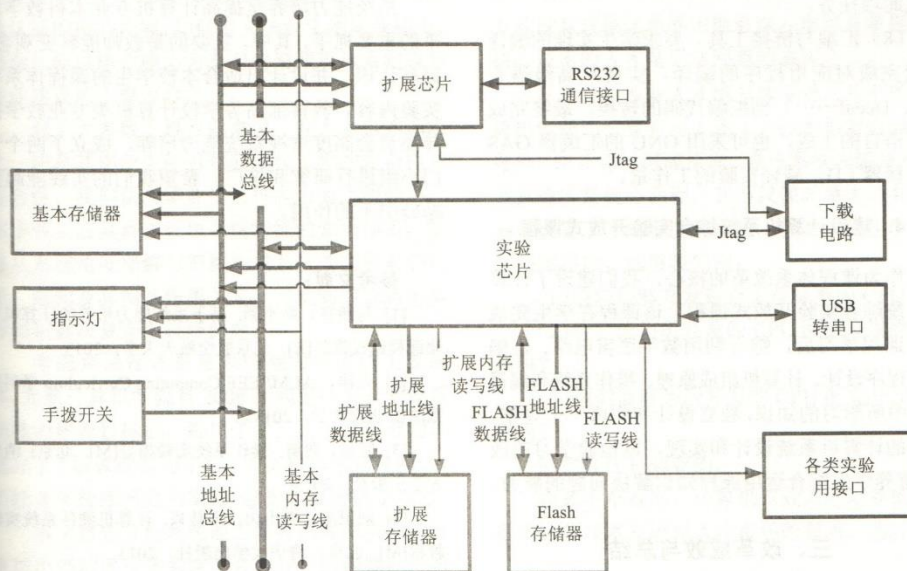 扩展芯片
RS232
通信接口
基本
数据
总线
Jtag
基本存储器
实验
芯片
Jtag
下载
电路
指示灯
USB
转串口
扩展内存
读写线
扩展
地址线
扩展
数据线
FLASH
地址线
FLASH
数据线
FLASH
读写线
手拨开关
基本
地址
总线
基本
内存
读写线
扩展
存储器
Flash
存储器
各类实验
用接口